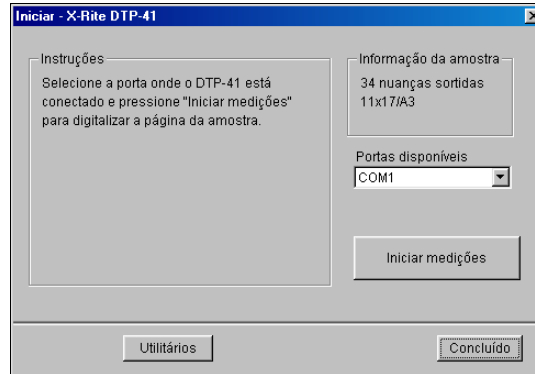 Iniciar - X-Rite DTP-41
Instruções
Selecione a porta onde o DTP-41 está
conectado e pressione "Iniciar medições"
para digitalizar a página da amostra.
Informação da amostra
34 nuanças sortidas
11x17/A3
Portas disponíveis
COM1
Iniciar medições
Utilitários
Concluído